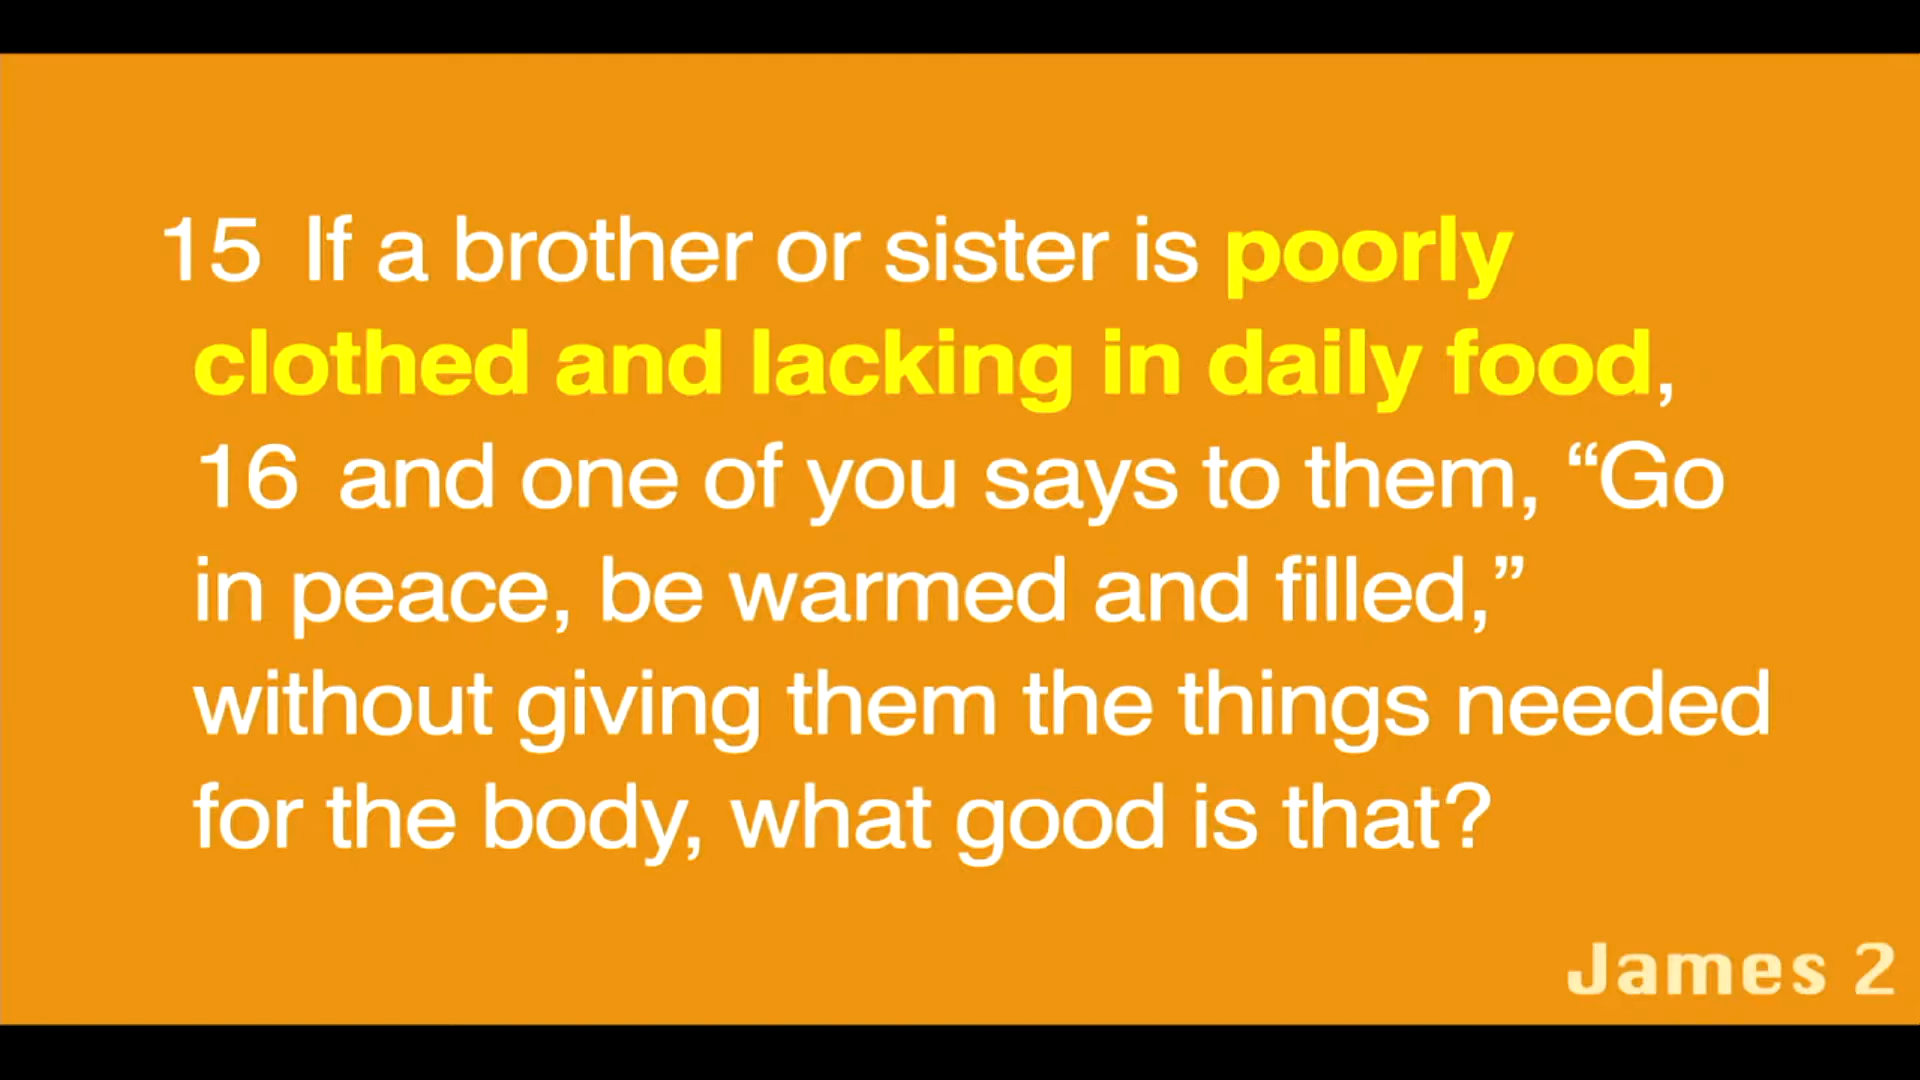 15 If a brother or sister is poorly
clothed and lacking in daily food,
16 and one of you says to them, “Go
in peace, be warmed and filled,”
without giving them the things needed
for the body, what good is that?
James 2